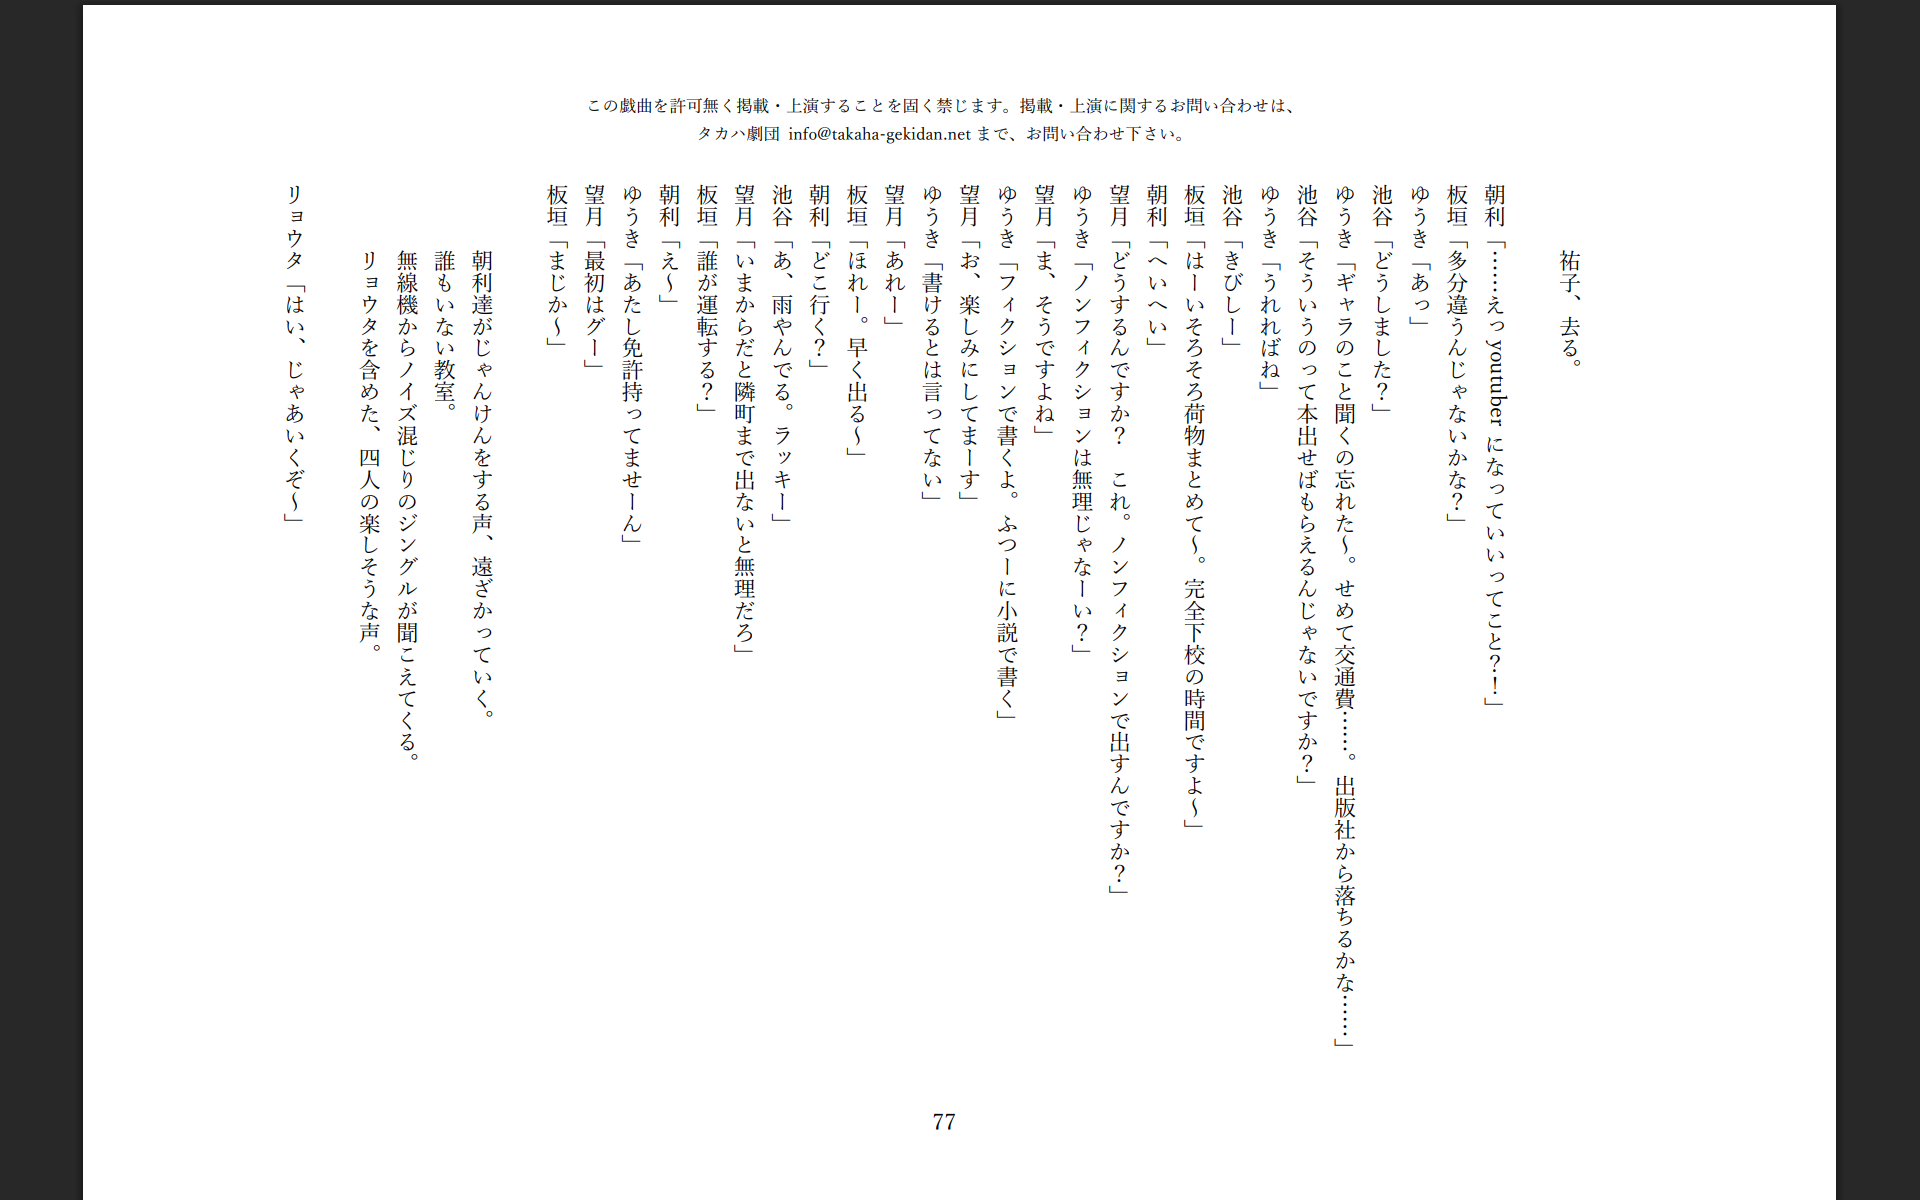 この戯曲を許可無く掲載・上演することを固く禁じます。掲載・上演に関するお問い合わせは、
タカハ劇団 info@takaha-gekidan.net まで、お問い合わせ下さい。
祐子、去る。
朝利「……えっ youtuber になっていいってこと？！」
板垣「多分違うんじゃないかな？」
ゆうき「あっ」
池谷「どうしました？」
ゆうき「ギャラのこと聞くの忘れた〜。せめて交通費……。出版社から落ちるかな……」
池谷「そういうのって本出せばもらえるんじゃないですか？」
ゆうき「うれればね」
池谷「きびしー」
板垣「はーいそろそろ荷物まとめて〜。完全下校の時間ですよ〜」
朝利「へいへい」
望月「どうするんですか？　これ。ノンフィクションで出すんですか？」
ゆうき「ノンフィクションは無理じゃなーい？」
望月「ま、そうですよね」
ゆうき「フィクションで書くよ。ふつーに小説で書く」
望月「お、楽しみにしてまーす」
ゆうき「書けるとは言ってない」
望月「あれー」
板垣「ほれー。早く出る〜」
朝利「どこ行く？」
池谷「あ、雨やんでる。ラッキー」
望月「いまからだと隣町まで出ないと無理だろ」
板垣「誰が運転する？」
朝利「え〜」
ゆうき「あたし免許持ってませーん」
望月「最初はグー」
板垣「まじか〜」
朝利達がじゃんけんをする声、遠ざかっていく。
誰もいない教室。
無線機からノイズ混じりのジングルが聞こえてくる。
リョウタを含めた、四人の楽しそうな声。
リョウタ「はい、じゃあいくぞ〜」
77